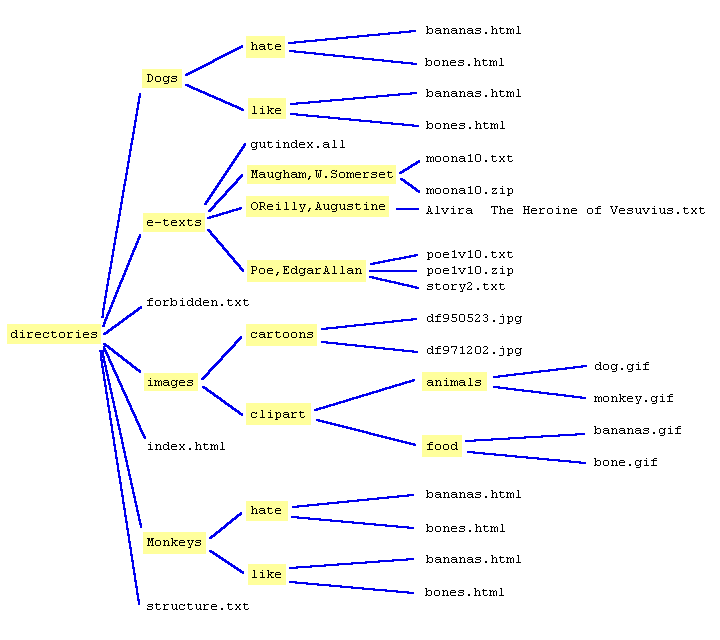 bananas.html
hate
bones.html
Dogs
bananas.html
like
bones.html
gutindex.all
moona10.txt
Maugham,W.Somerset
moona10.zip
OReilly,Augustine
Alvira  The Heroine of Vesuvius.txt
e-texts
poe1v10.txt
Poe,EdgarAllan
poe1v10.zip
story2.txt
forbidden.txt
df950523.jpg
directories
cartoons
df971202.jpg
dog.gif
images
animals
monkey.gif
clipart
bananas.gif
index.html
food
bone.gif
bananas.html
hate
bones.html
Monkeys
bananas.html
like
bones.html
structure.txt